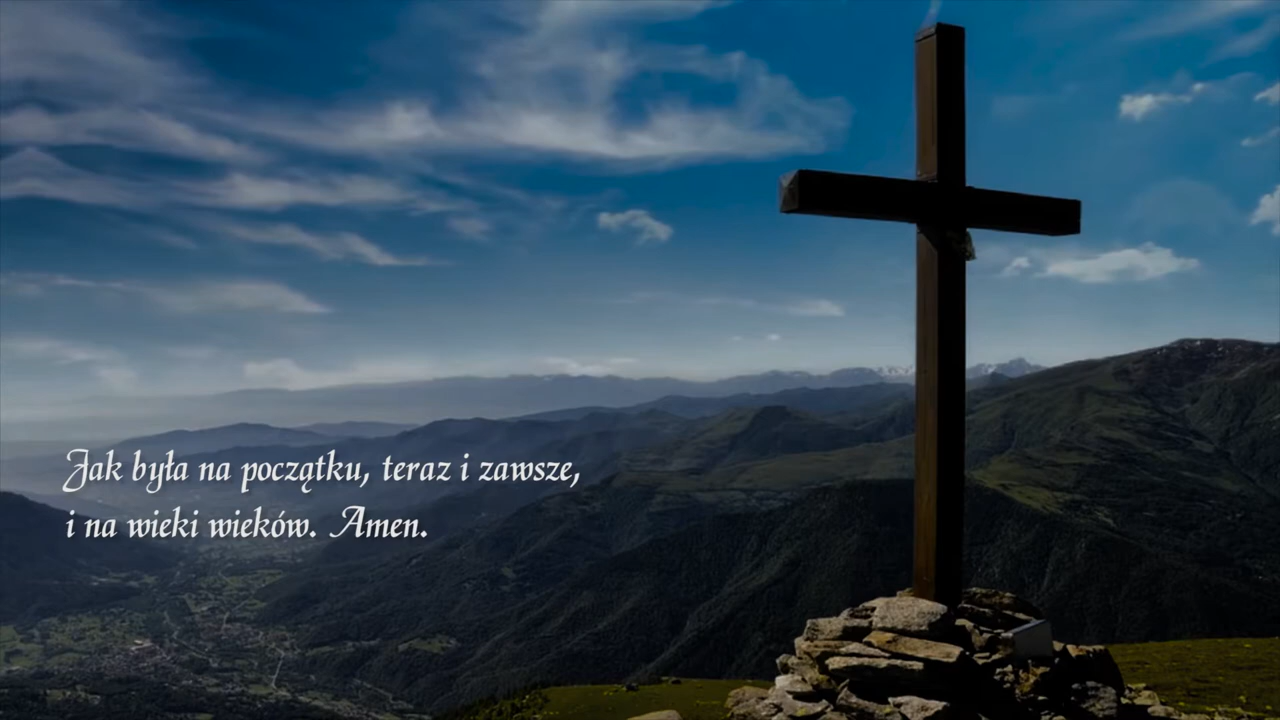 Jak była na początku, teraz i zawsze,
i na wieki wieków. Amen.